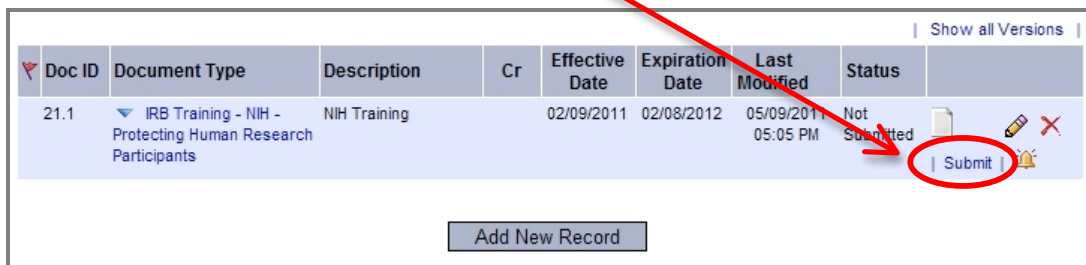 | Show all Versions |
Doc ID Document Type Description Cr Effective Date Expiration Date Last Modified Status
21.1 IRB Training - NIH - Protecting Human Research Participants NIH Training 02/09/2011 02/08/2012 05/09/2011 05:05 PM Not Submitted
| Submit |
Add New Record